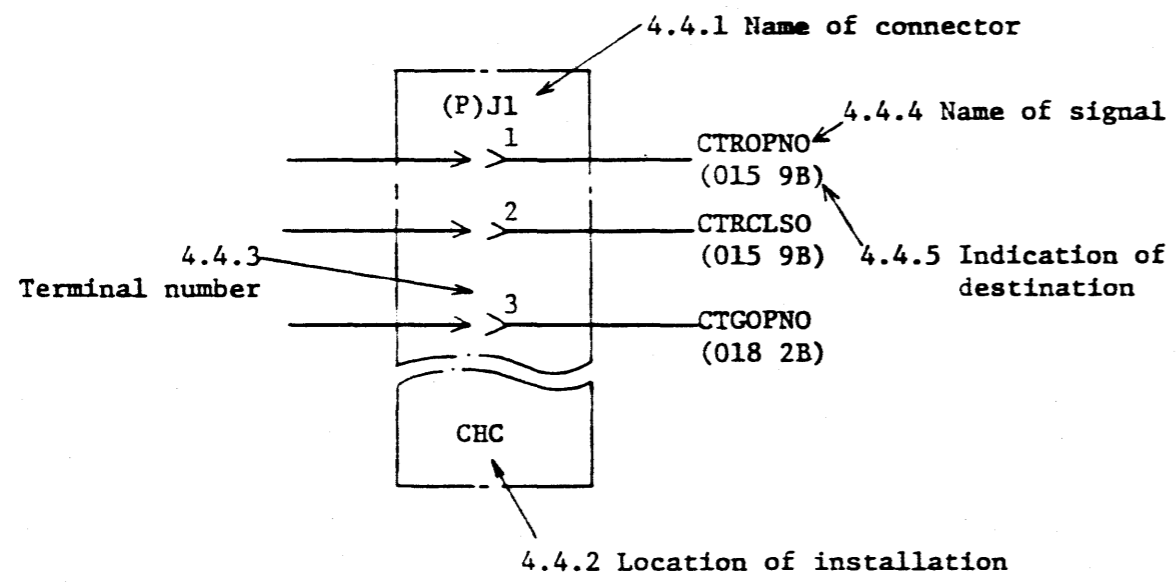 4.4.1 Name of connector
(P)J1
4.4.4 Name of signal
1
CTROPNO
(015 9B)
2
CTRCLSO
(015 9B)
4.4.5 Indication of
destination
4.4.3
Terminal number
3
CTGOPNO
(018 2B)
CHC
4.4.2 Location of installation